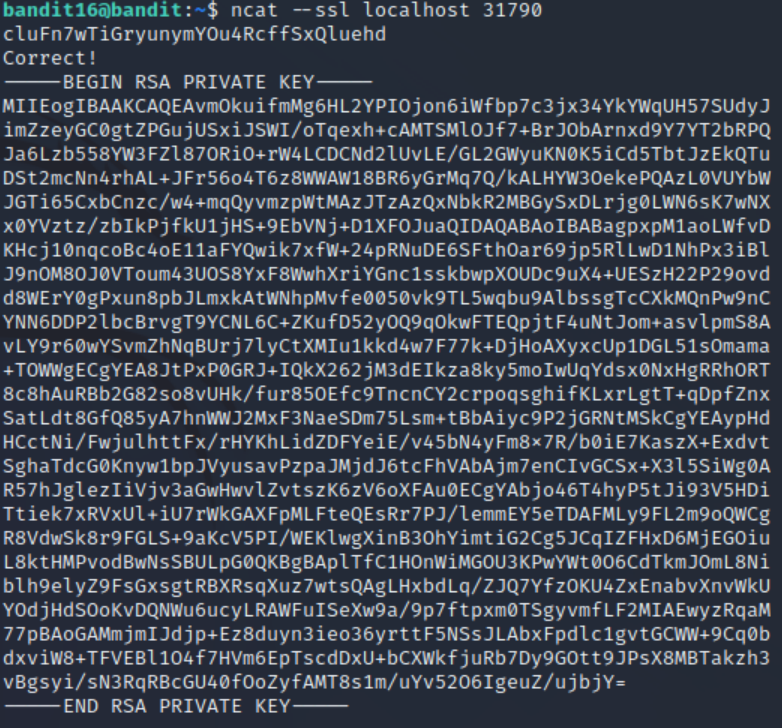 bandit16@bandit:~$ ncat --ssl localhost 31790
cluFn7wTiGryunymYOu4RcffSxQluehd
Correct!
-----BEGIN RSA PRIVATE KEY-----
MIIEogIBAAKCAQEAvmOkuifmMg6HL2YPIOjon6iWfbp7c3jx34YkYWqUH57SUdyJ
imZzeyGC0gtZPGujUSxiJSWI/oTqexh+cAMTSMlOJf7+BrJObArnxd9Y7YT2bRPQ
Ja6Lzb558YW3FZl87ORiO+rW4LCDCNd2lUvLE/GL2GWyuKN0K5iCd5TbtJzEkQTu
DSt2mcNn4rhAL+JFr56o4T6z8WWAW18BR6yGrMq7Q/kALHYW3OekePQAzL0VUYbW
JGTi65CxbCnzc/w4+mqQyvmzpWtMAzJTzAzQxNbkR2MBGySxDLrjg0LWN6sK7wNX
x0YVztz/zbIkPjfkU1jHS+9EbVNj+D1XFOJuaQIDAQABAoIBABagpxpM1aoLWfvD
KHcj10nqcoBc4oE11aFYQwik7xfW+24pRNuDE6SFthOar69jp5RlLwD1NhPx3iBl
J9nOM8OJ0VToum43UOS8YxF8WwhXriYGnc1sskbwpXOUDc9uX4+UESzH22P29ovd
d8WErY0gPxun8pbJLmxkAtWNhpMvfe0050vk9TL5wqbu9AlbssgTcCXkMQnPw9nC
YNN6DDP2lbcBrvgT9YCNL6C+ZKufD52yOQ9qOkwFTEQpjtF4uNtJom+asvlpmS8A
vLY9r60wYSvmZhNqBUrj7lyCtXMIu1kkd4w7F77k+DjHoAXyxcUp1DGL51sOmama
+TOWWgECgYEA8JtPxP0GRJ+IQkX262jM3dEIkza8ky5moIwUqYdsx0NxHgRRhORT
8c8hAuRBb2G82so8vUHk/fur85OEfc9TncnCY2crpoqsghifKLxrLgtT+qDpfZnx
SatLdt8GfQ85yA7hnWWJ2MxF3NaeSDm75Lsm+tBbAiyc9P2jGRNtMSkCgYEAypHd
HCctNi/FwjulhttFx/rHYKhLidZDFYeiE/v45bN4yFm8x7R/b0iE7KaszX+Exdvt
SghaTdcG0Knyw1bpJVyusavPzpaJMjdJ6tcFhVAbAjm7enCIvGCSx+X3l5SiWg0A
R57hJglezIiVjv3aGwHwvlZvtszK6zV6oXFAu0ECgYAbjo46T4hyP5tJi93V5HDi
Ttiek7xRVxUl+iU7rWkGAXFpMLFteQEsRr7PJ/lemmEY5eTDAFMLy9FL2m9oQWCg
R8VdwSk8r9FGLS+9aKcV5PI/WEKlwgXinB3OhYimtiG2Cg5JCqIZFHxD6MjEGOiu
L8ktHMPvodBwNsSBULpG0QKBgBAplTfC1HOnWiMGOU3KPwYWt0O6CdTkmJOmL8Ni
blh9elyZ9FsGxsgtRBXRsqXuz7wtsQAgLHxbdLq/ZJQ7YfzOKU4ZxEnabvXnvWkU
YOdjHdSOoKvDQNWu6ucyLRAWFuISeXw9a/9p7ftpxm0TSgyvmfLF2MIAEwyzRqaM
77pBAoGAMmjmIJdjp+Ez8duyn3ieo36yrttF5NSsJLAbxFpdlc1gvtGCWW+9Cq0b
dxviW8+TFVEBl1O4f7HVm6EpTscdDxU+bCXWkfjuRb7Dy9GOtt9JPsX8MBTakzh3
vBgsyi/sN3RqRBcGU40fOoZyfAMT8s1m/uYv52O6IgeuZ/ujbjY=
-----END RSA PRIVATE KEY-----